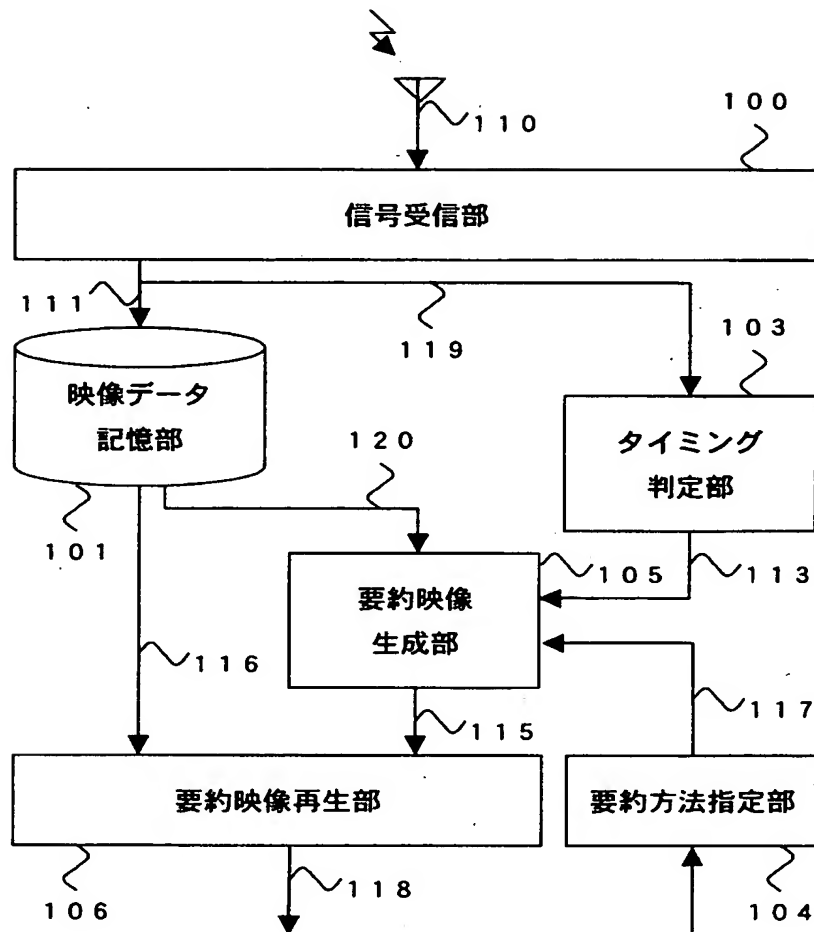 １００
１１０
信号受信部
１１１
１１９
１０３
映像データ
記憶部
１２０
タイミング
判定部
１０１
１０５
１１３
要約映像
生成部
１１６
１１５
１１７
要約映像再生部
要約方法指定部
１０６
１１８
１０４